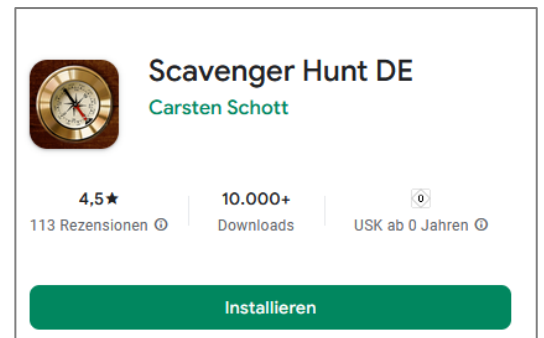 Scavenger Hunt DE
Carsten Schott
4,5★ 10.000+ 0
113 Rezensionen ⓘ Downloads USK ab 0 Jahren ⓘ
Installieren